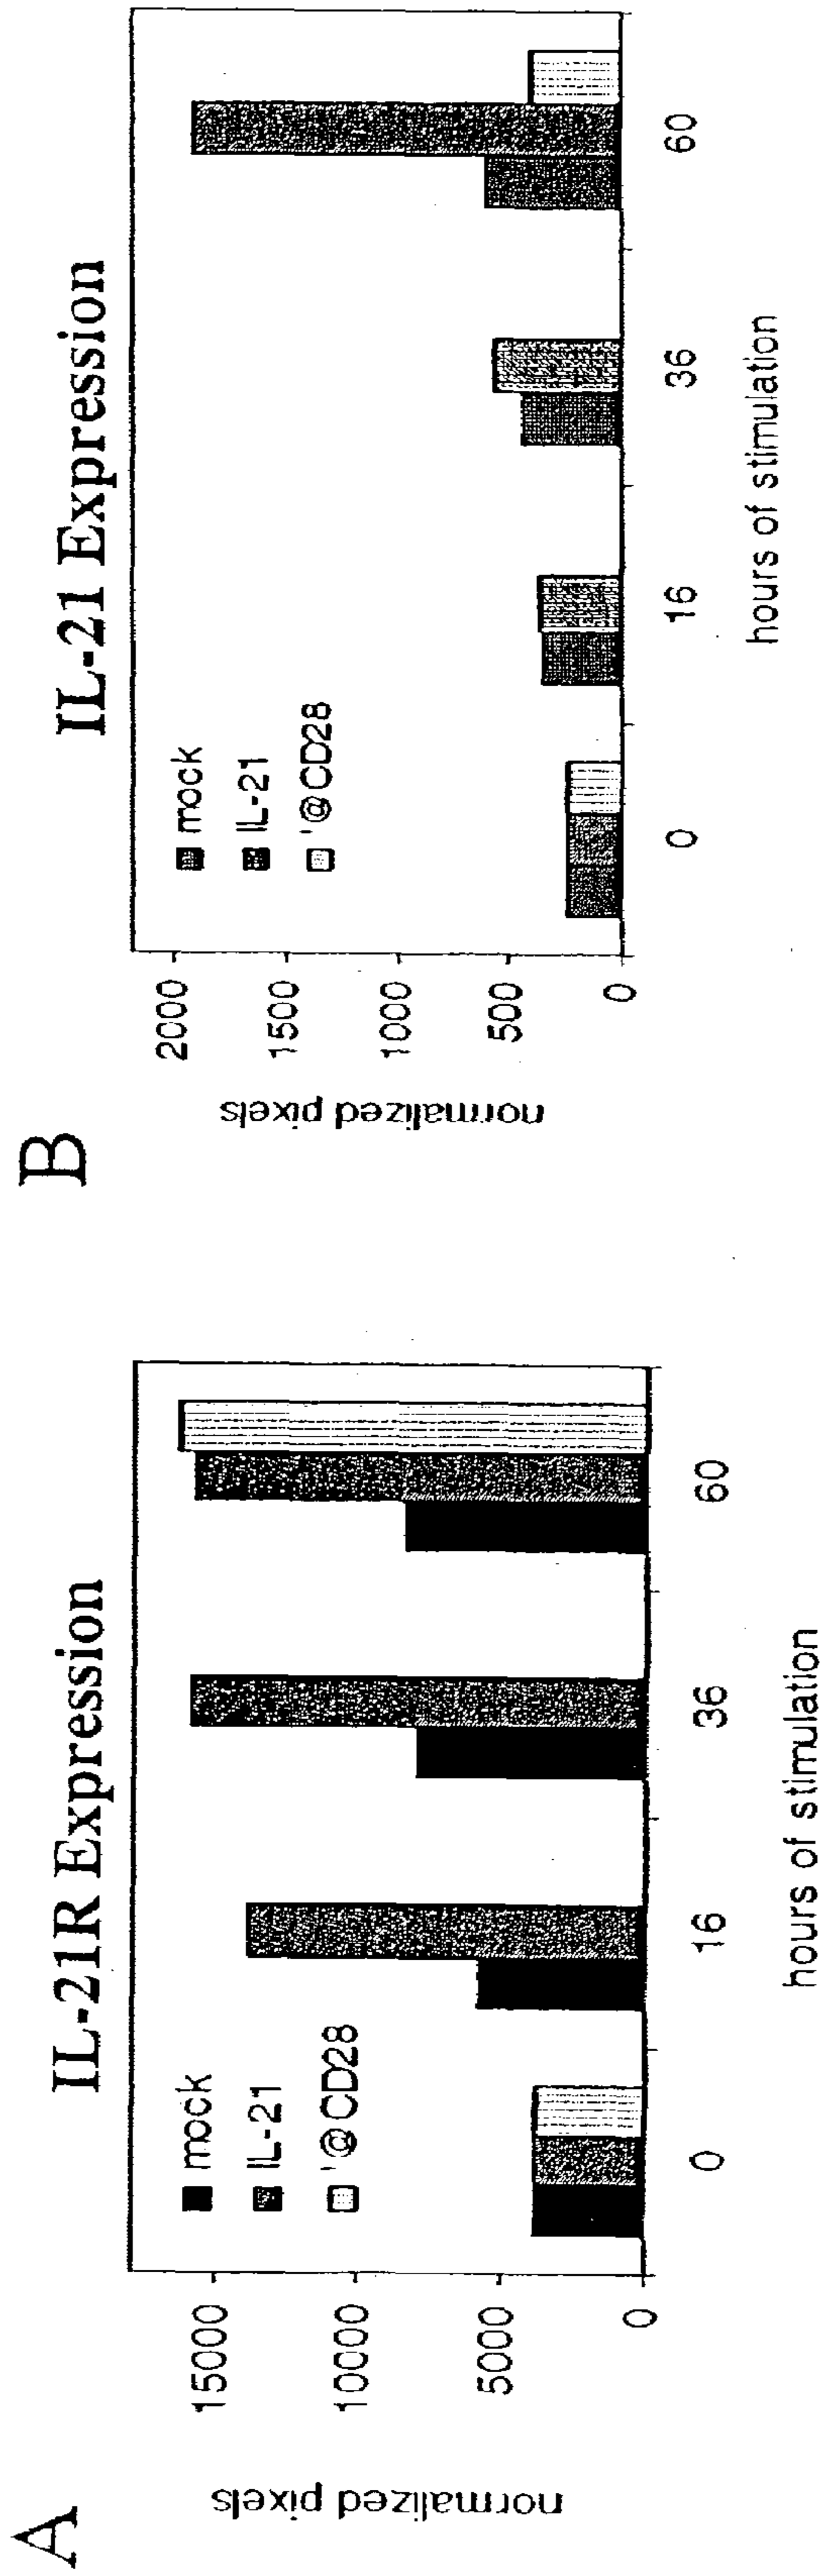 A
IL-21R Expression
normalized pixels
15000
10000
5000
0
mock
IL-21
'@CD28
0
16
36
60
hours of stimulation
B
IL-21 Expression
normalized pixels
2000
1500
1000
500
0
mock
IL-21
'@CD28
0
16
36
60
hours of stimulation